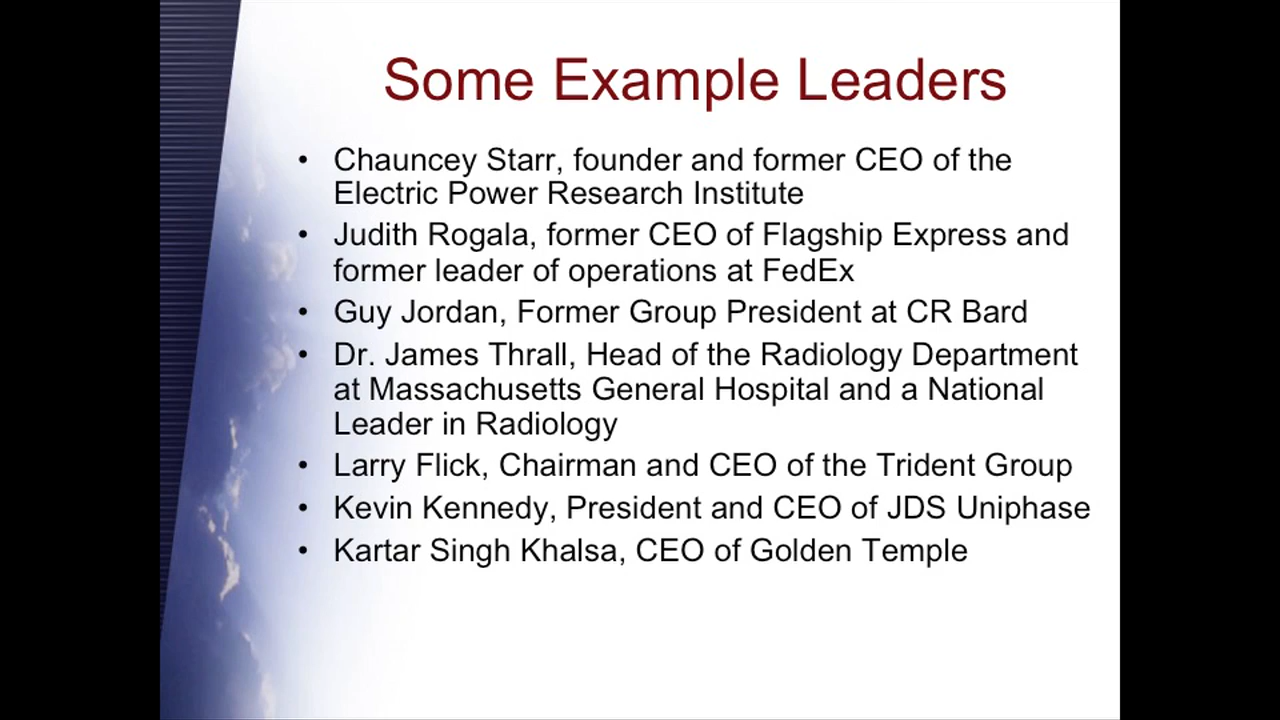 Some Example Leaders
• Chauncey Starr, founder and former CEO of the
Electric Power Research Institute
• Judith Rogala, former CEO of Flagship Express and
former leader of operations at FedEx
• Guy Jordan, Former Group President at CR Bard
• Dr. James Thrall, Head of the Radiology Department
at Massachusetts General Hospital and a National
Leader in Radiology
• Larry Flick, Chairman and CEO of the Trident Group
• Kevin Kennedy, President and CEO of JDS Uniphase
• Kartar Singh Khalsa, CEO of Golden Temple